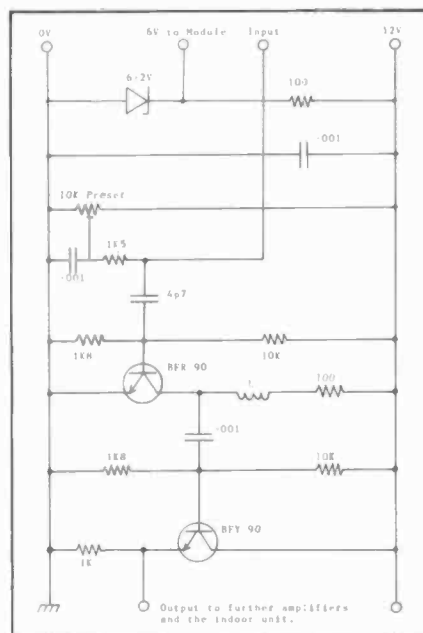 0V 6V to Module Input 12V
6·2V
100
·001
10K Preset
1K5
·001
4p7
1K8 10K
BFR 90
L 100
·001
1K8 10K
BFY 90
1K
Output to further amplifiers
and the indoor unit.